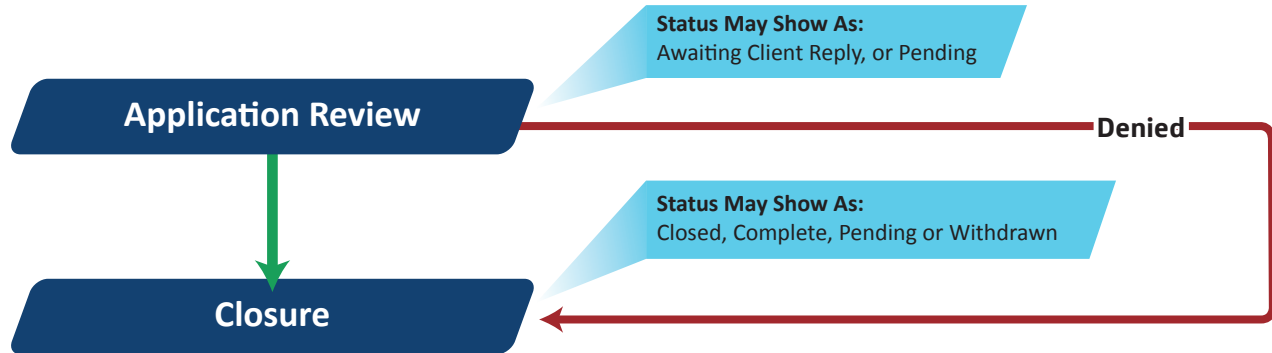 Status May Show As:
Awaiting Client Reply, or Pending
Application Review
Denied
Status May Show As:
Closed, Complete, Pending or Withdrawn
Closure